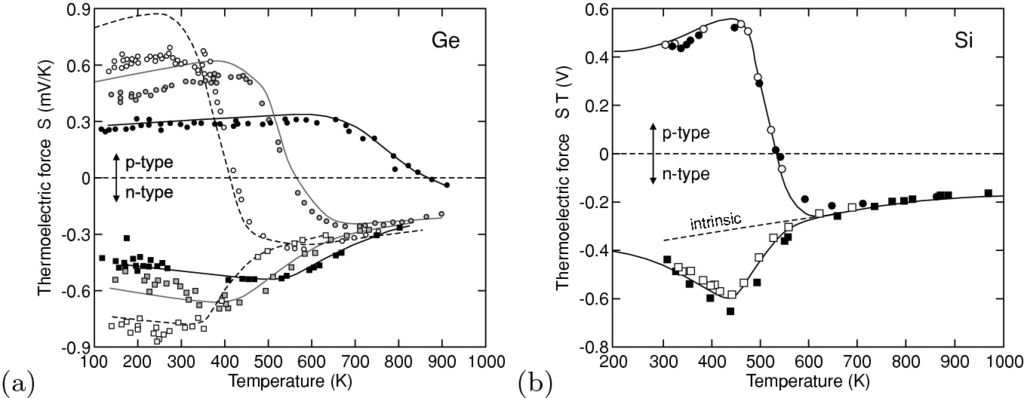 0.9
0.6
0.3
0
-0.3
-0.6
-0.9
Thermoelectric force S (mV/K)
Ge
p-type
n-type
100 200 300 400 500 600 700 800 900 1000
Temperature (K)
(a)
0.6
0.4
0.2
0
-0.2
-0.4
-0.6
-0.8
Thermoelectric force S T (V)
Si
p-type
n-type
intrinsic
200 300 400 500 600 700 800 900 1000
Temperature (K)
(b)